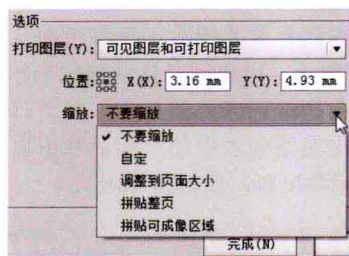 选项
打印图层(Y): 可见图层和可打印图层
位置: X(X): 3.16 mm Y(Y): 4.93 mm
缩放: 不要缩放
✓ 不要缩放
自定
调整到页面大小
拼贴整页
拼贴可成像区域
完成(N)